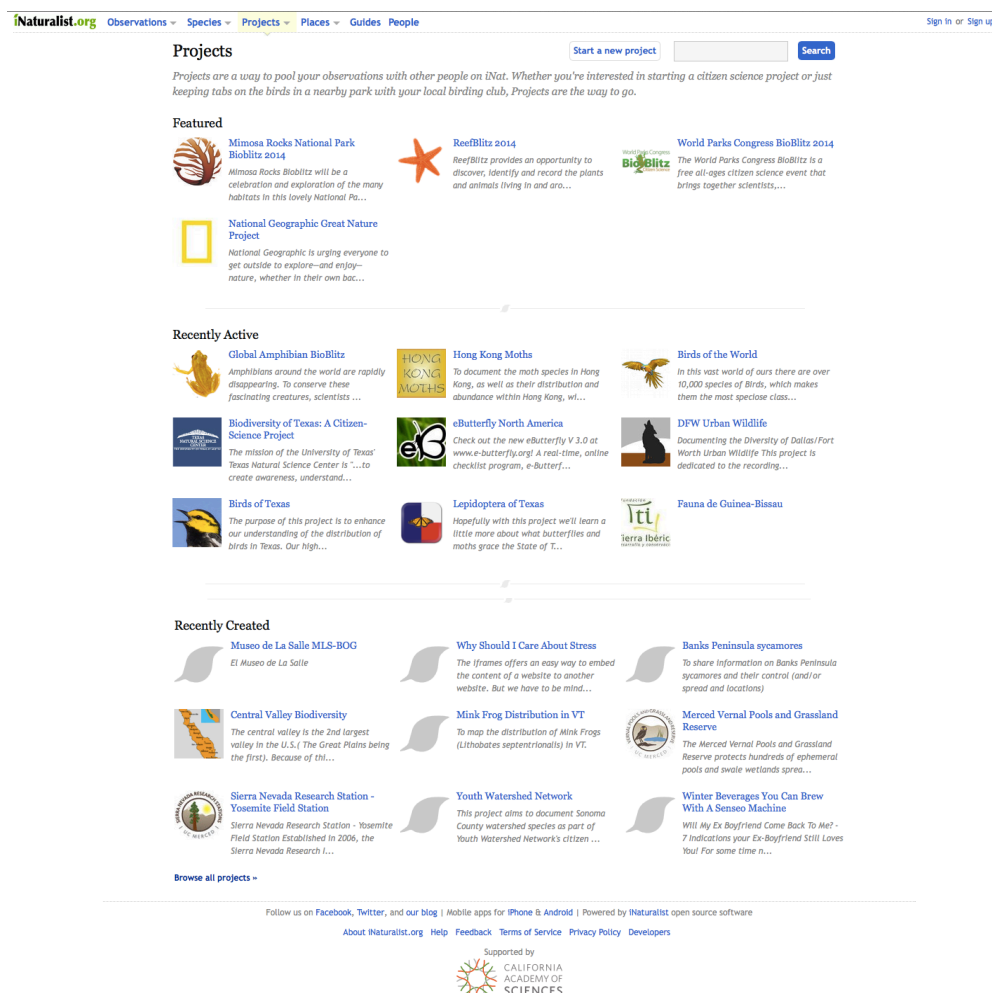 iNaturalist.org Observations Species Projects Places Guides People Sign in or Sign up
Projects Start a new project Search
Projects are a way to pool your observations with other people on iNat. Whether you're interested in starting a citizen science project or just
keeping tabs on the birds in a nearby park with your local birding club, Projects are the way to go.
Featured
Mimosa Rocks National Park
Bioblitz 2014
Mimosa Rocks Bioblitz will be a
celebration and exploration of the many
habitats in this lovely National Pa...
ReefBlitz 2014
ReefBlitz provides an opportunity to
discover, identify and record the plants
and animals living in and aro...
World Parks Congress
BioBlitz
Citizen Science
World Parks Congress BioBlitz 2014
The World Parks Congress BioBlitz is a
free all-ages citizen science event that
brings together scientists,...
National Geographic Great Nature
Project
National Geographic is urging everyone to
get outside to explore—and enjoy—
nature, whether in their own bac...
Recently Active
Global Amphibian BioBlitz
Amphibians around the world are rapidly
disappearing. To conserve these
fascinating creatures, scientists ...
HONG
KONG
MOTHS
Hong Kong Moths
To document the moth species in Hong
Kong, as well as their distribution and
abundance within Hong Kong, wi...
Birds of the World
In this vast world of ours there are over
10,000 species of Birds, which makes
them the most speciose class...
TEXAS
NATURAL SCIENCE
CENTER
Biodiversity of Texas: A Citizen-
Science Project
The mission of the University of Texas'
Texas Natural Science Center is "...to
create awareness, understand...
eB
eButterfly North America
Check out the new eButterfly V 3.0 at
www.e-butterfly.org! A real-time, online
checklist program, e-Butterf...
DFW Urban Wildlife
Documenting the Diversity of Dallas/Fort
Worth Urban Wildlife This project is
dedicated to the recording...
Birds of Texas
The purpose of this project is to enhance
our understanding of the distribution of
birds in Texas. Our high...
Lepidoptera of Texas
Hopefully with this project we'll learn a
little more about what butterflies and
moths grace the State of T...
Fauna de Guinea-Bissau
Recently Created
Museo de La Salle MLS-BOG
El Museo de La Salle
Why Should I Care About Stress
The Iframes offers an easy way to embed
the content of a website to another
website. But we have to be mind...
Banks Peninsula sycamores
To share information on Banks Peninsula
sycamores and their control (and/or
spread and locations)
Central Valley Biodiversity
The central valley is the 2nd largest
valley in the U.S.( The Great Plains being
the first). Because of thi...
Mink Frog Distribution in VT
To map the distribution of Mink Frogs
(Lithobates septentrionalis) in VT.
UC MERCED
Merced Vernal Pools and Grassland
Reserve
The Merced Vernal Pools and Grassland
Reserve protects hundreds of ephemeral
pools and swale wetlands sprea...
SIERRA NEVADA RESEARCH STATIONS
UC MERCED
Sierra Nevada Research Station -
Yosemite Field Station
Sierra Nevada Research Station - Yosemite
Field Station Established in 2006, the
Sierra Nevada Research I...
Youth Watershed Network
This project aims to document Sonoma
County watershed species as part of
Youth Watershed Network's citizen ...
Winter Beverages You Can Brew
With A Senseo Machine
Will My Ex Boyfriend Come Back To Me? -
7 Indications your Ex-Boyfriend Still Loves
You! For some time n...
Browse all projects »
Follow us on Facebook, Twitter, and our blog | Mobile apps for iPhone & Android | Powered by iNaturalist open source software
About iNaturalist.org Help Feedback Terms of Service Privacy Policy Developers
Supported by
CALIFORNIA
ACADEMY OF
SCIENCES